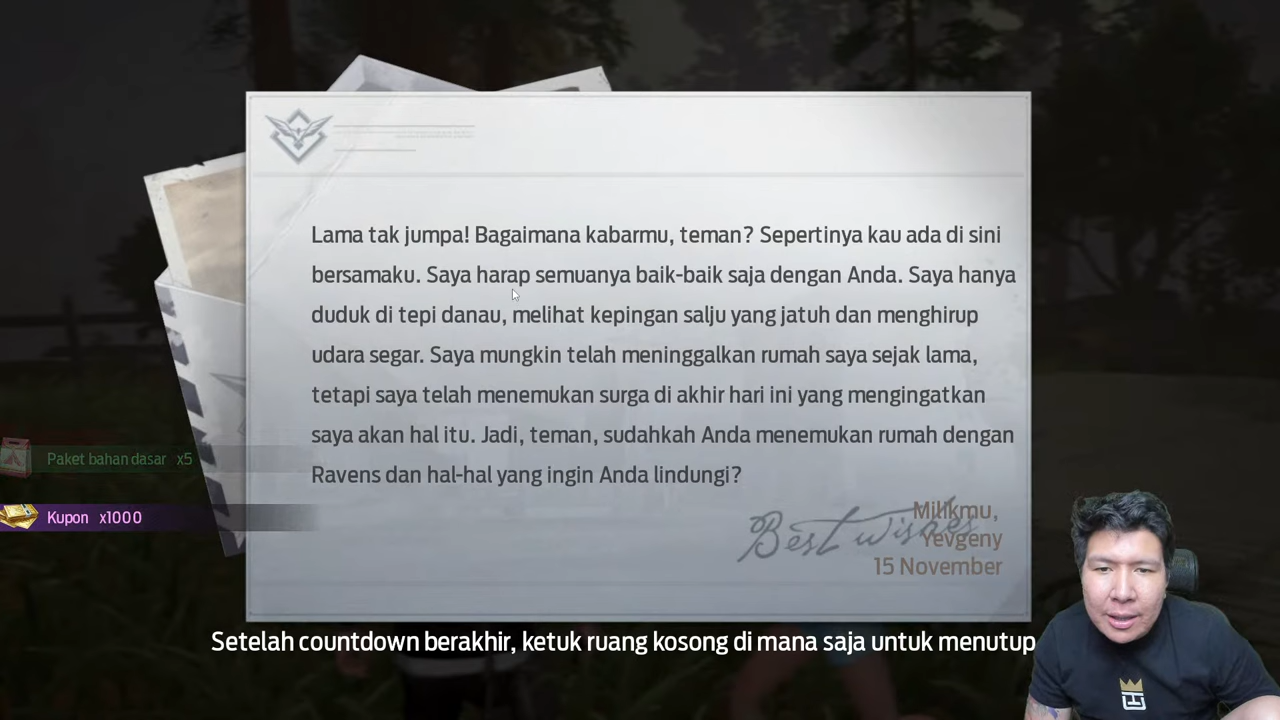 Lama tak jumpa! Bagaimana kabarmu, teman? Sepertinya kau ada di sini
bersamaku. Saya harap semuanya baik-baik saja dengan Anda. Saya hanya
duduk di tepi danau, melihat kepingan salju yang jatuh dan menghirup
udara segar. Saya mungkin telah meninggalkan rumah saya sejak lama,
tetapi saya telah menemukan surga di akhir hari ini yang mengingatkan
saya akan hal itu. Jadi, teman, sudahkah Anda menemukan rumah dengan
Ravens dan hal-hal yang ingin Anda lindungi?
Paket bahan dasar x5
Kupon x1000
Milikmu,
Best wishes
Yevgeny
15 November
Setelah countdown berakhir, ketuk ruang kosong di mana saja untuk menutup